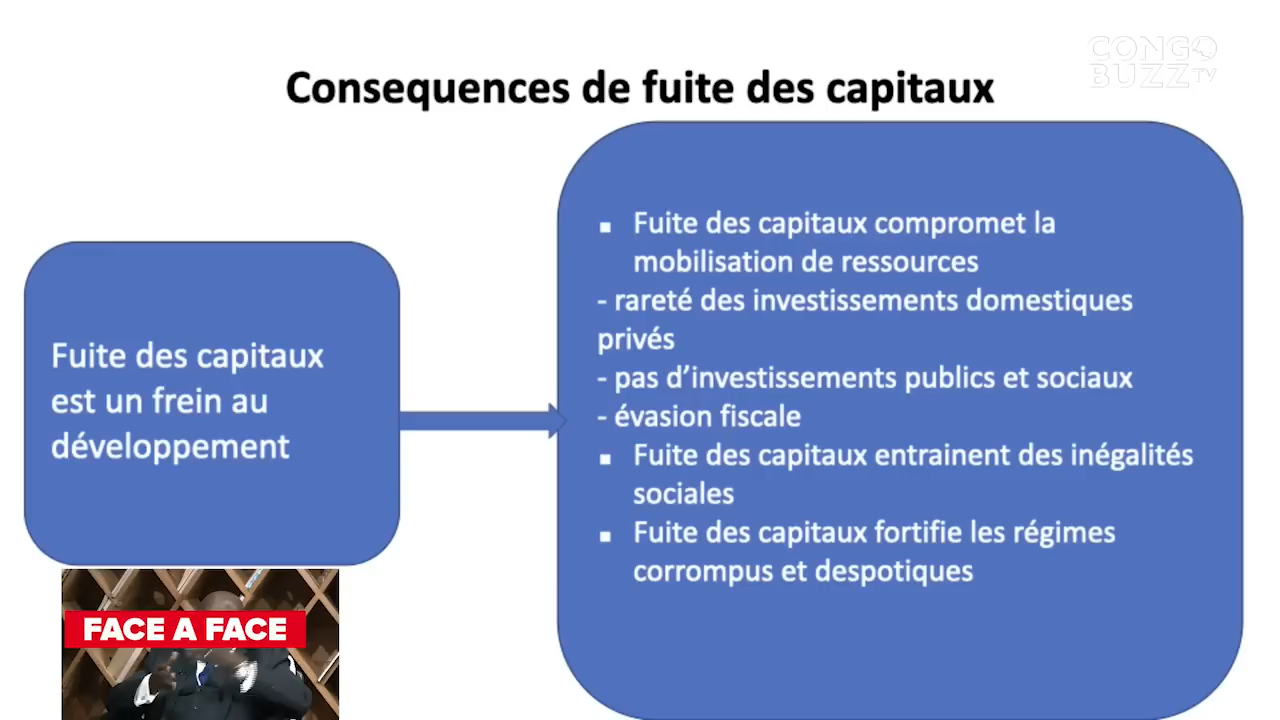 CONGO
BUZZ TV
Consequences de fuite des capitaux
Fuite des capitaux
est un frein au
développement
▪ Fuite des capitaux compromet la
mobilisation de ressources
- rareté des investissements domestiques
privés
- pas d’investissements publics et sociaux
- évasion fiscale
▪ Fuite des capitaux entrainent des inégalités
sociales
▪ Fuite des capitaux fortifie les régimes
corrompus et despotiques
FACE A FACE